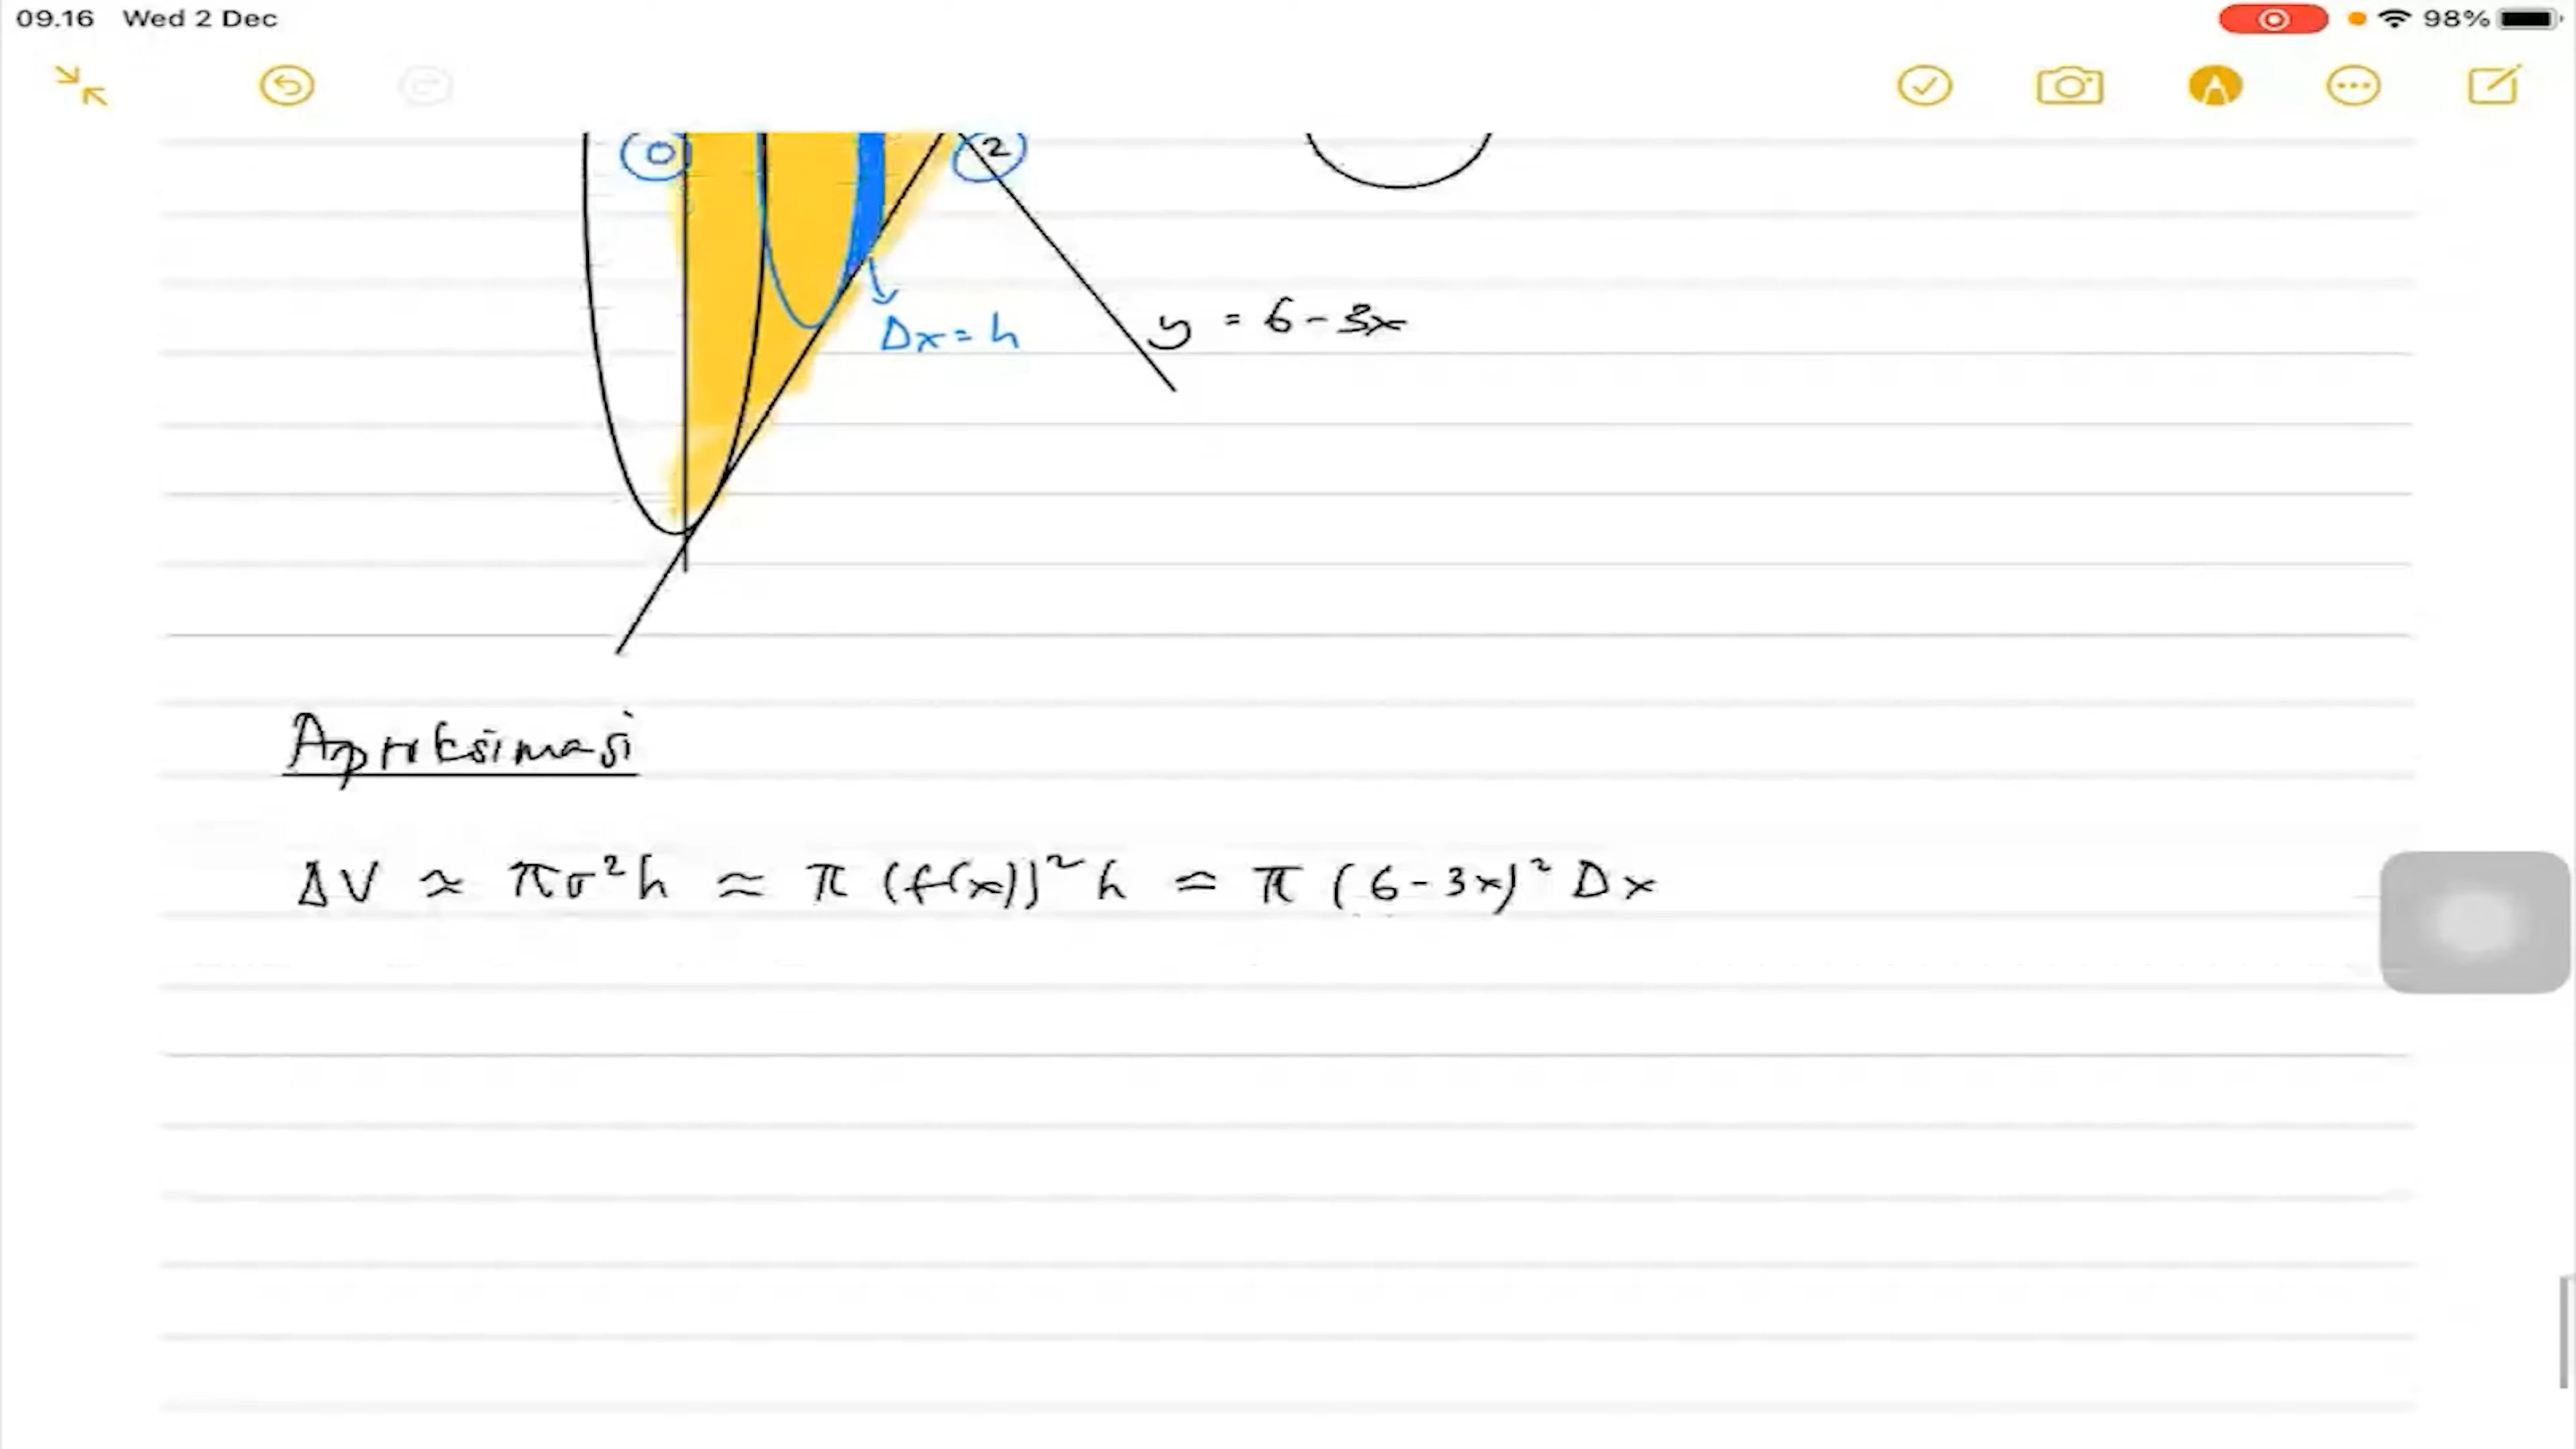 09.16 Wed 2 Dec 98%
0 2
Δx = h
y = 6 - 3x
Aproksimasi
ΔV ≈ πr²h ≈ π (f(x))² h ≈ π (6 - 3x)² Δx